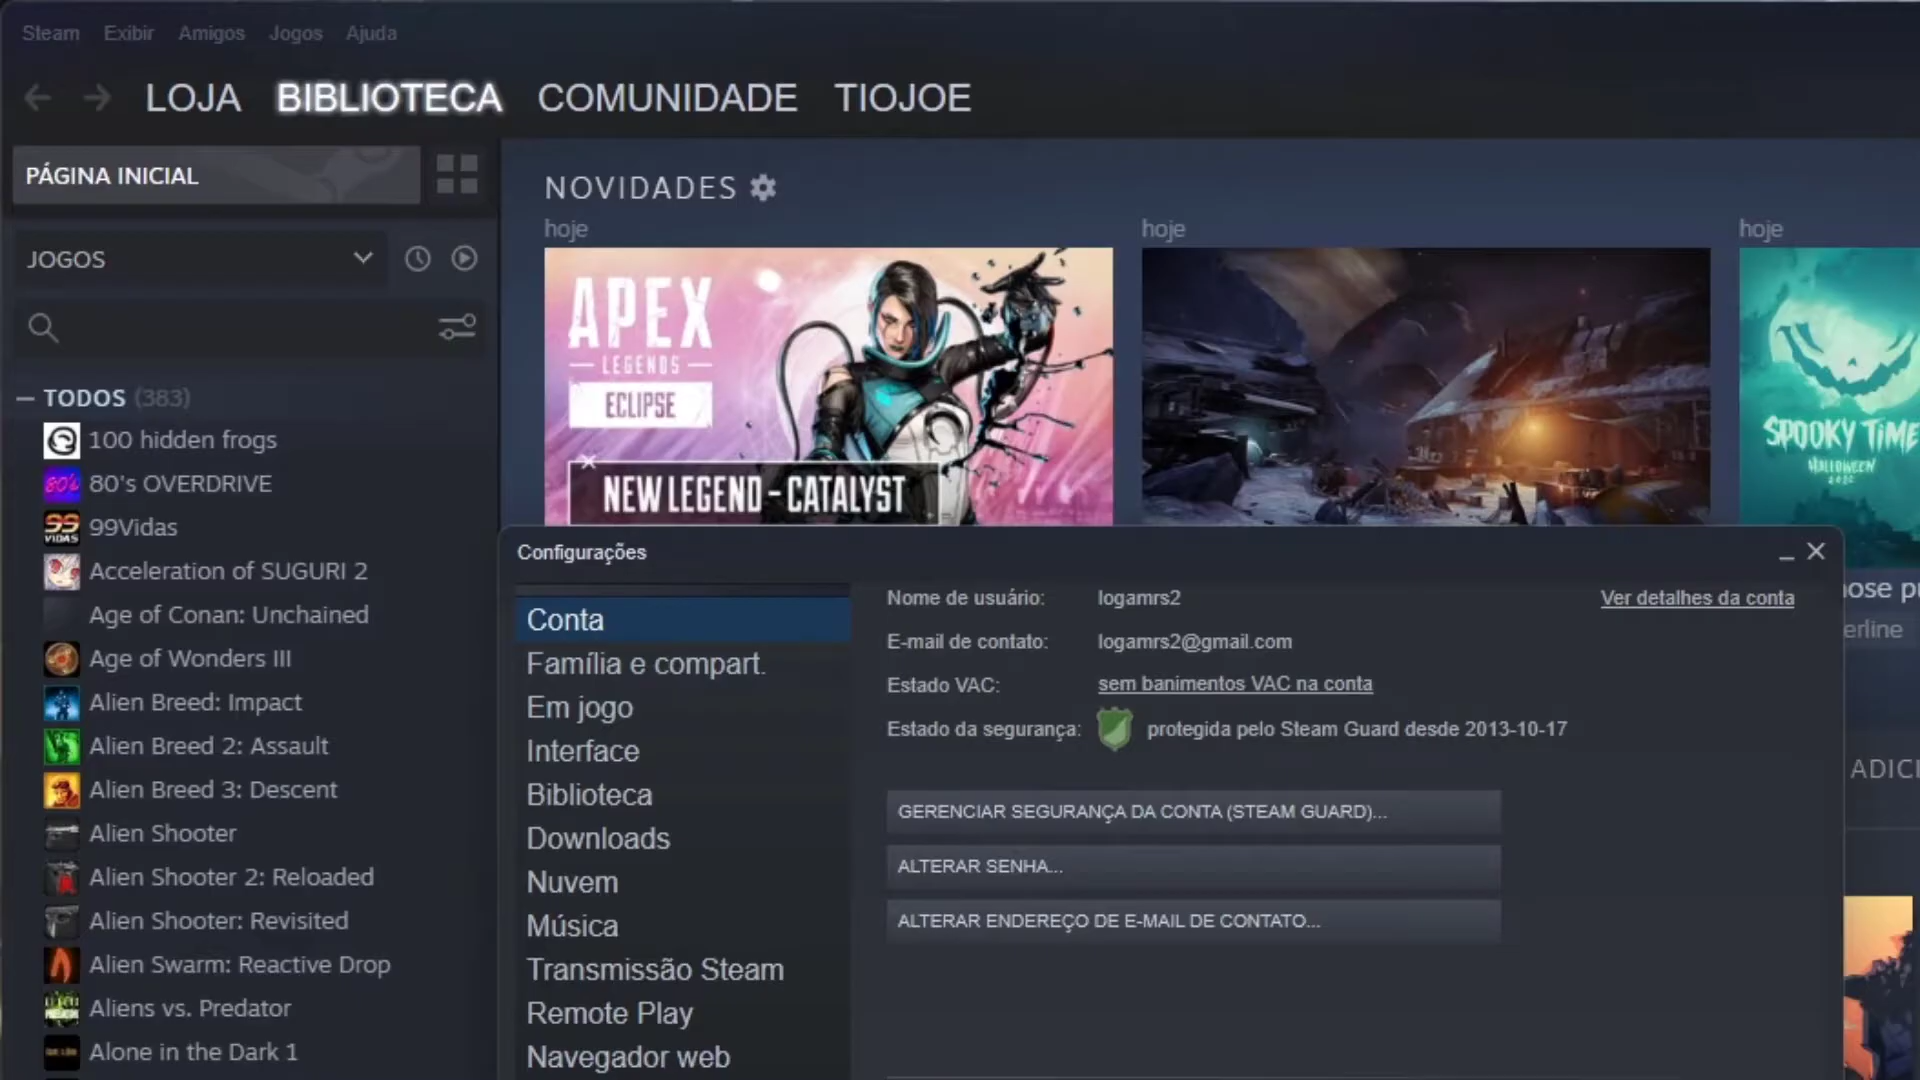 Steam Exibir Amigos Jogos Ajuda
LOJA BIBLIOTECA COMUNIDADE TIOJOE
PÁGINA INICIAL
JOGOS
TODOS (383)
100 hidden frogs
80's OVERDRIVE
99Vidas
Acceleration of SUGURI 2
Age of Conan: Unchained
Age of Wonders III
Alien Breed: Impact
Alien Breed 2: Assault
Alien Breed 3: Descent
Alien Shooter
Alien Shooter 2: Reloaded
Alien Shooter: Revisited
Alien Swarm: Reactive Drop
Aliens vs. Predator
Alone in the Dark 1
80's
99
VIDAS
NOVIDADES
hoje
hoje
hoje
APEX
LEGENDS
ECLIPSE
NEW LEGEND - CATALYST
SPOOKY TIME
HALLOWEEN
ose p
erline
ADICI
Configurações
Conta
Família e compart.
Em jogo
Interface
Biblioteca
Downloads
Nuvem
Música
Transmissão Steam
Remote Play
Navegador web
Nome de usuário: logamrs2 Ver detalhes da conta
E-mail de contato: logamrs2@gmail.com
Estado VAC: sem banimentos VAC na conta
Estado da segurança: protegida pelo Steam Guard desde 2013-10-17
GERENCIAR SEGURANÇA DA CONTA (STEAM GUARD)...
ALTERAR SENHA...
ALTERAR ENDEREÇO DE E-MAIL DE CONTATO...